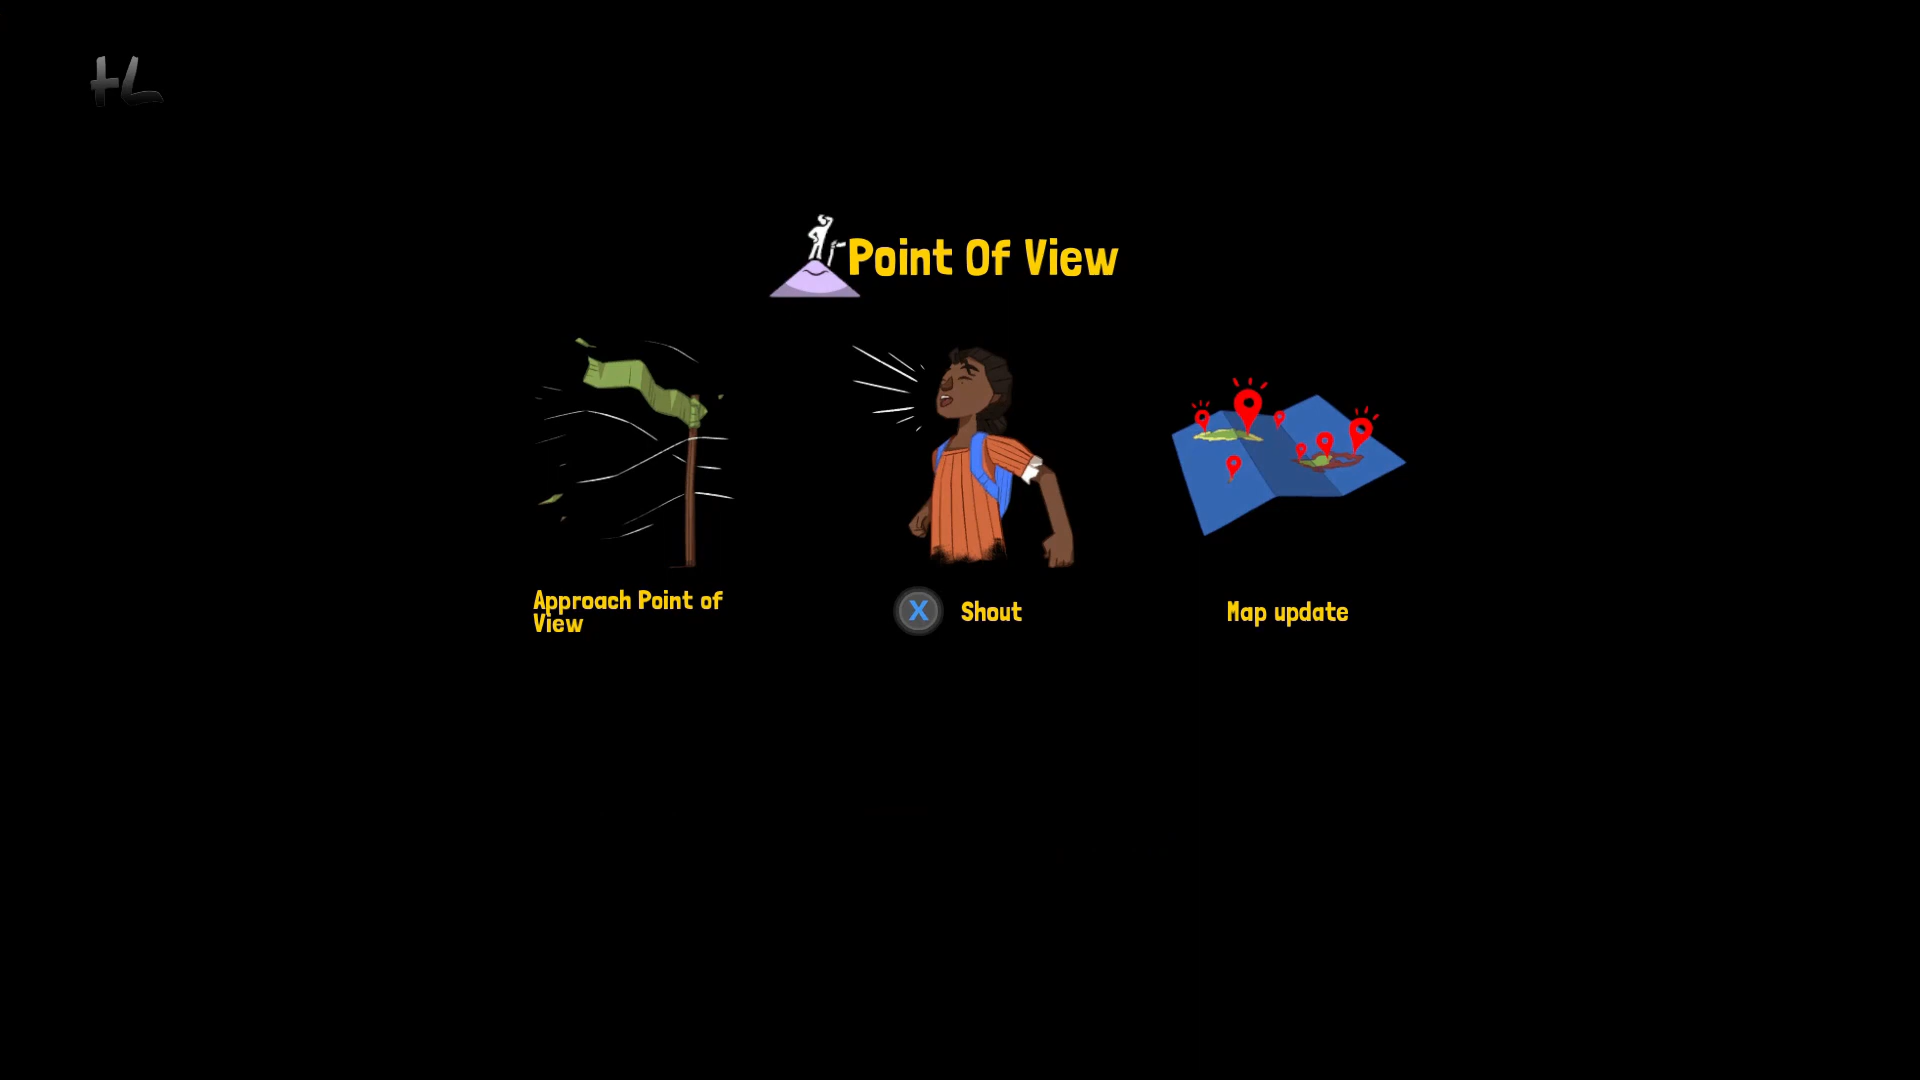 Point Of View
Approach Point of
View
X
Shout
Map update